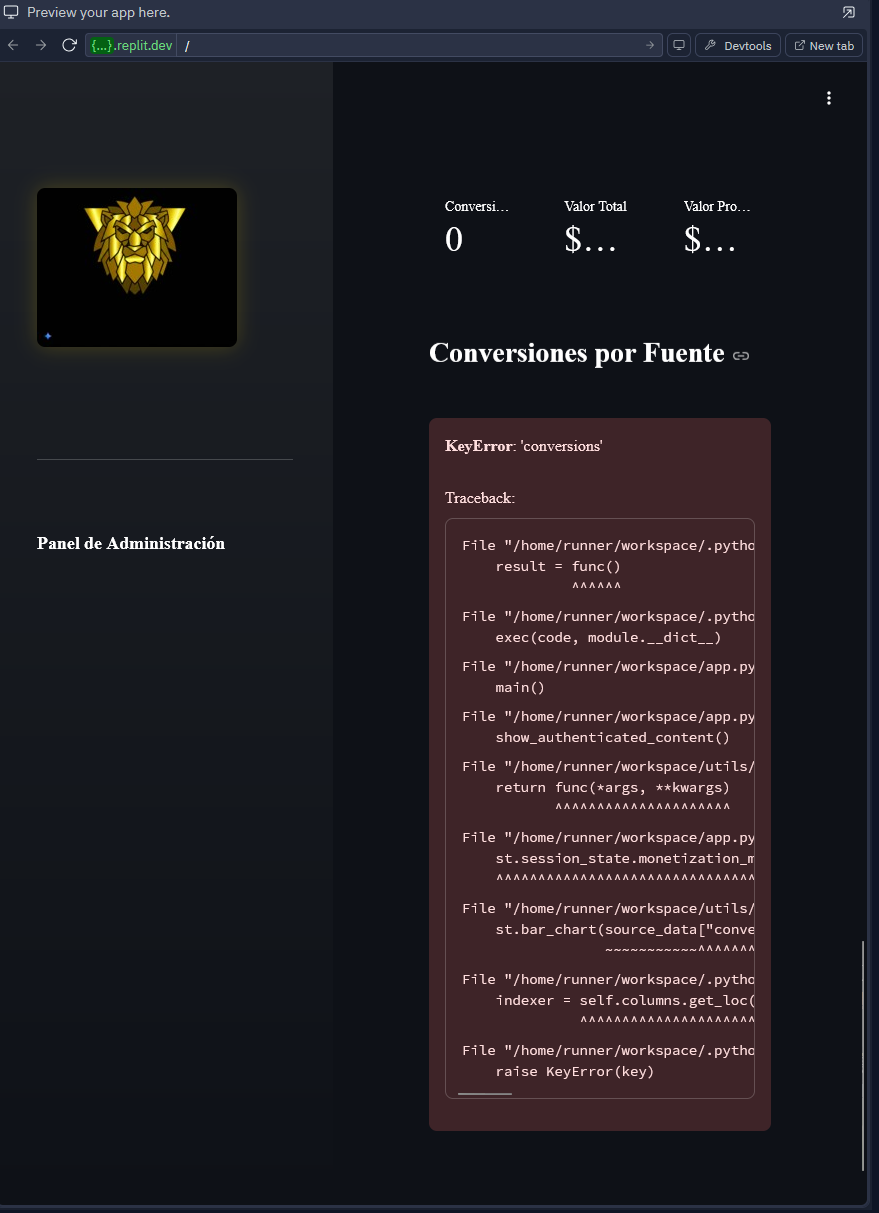 Preview your app here.
{...}.replit.dev /
Devtools
New tab
Conversi…
Valor Total
Valor Pro…
0
$…
$…
Conversiones por Fuente
KeyError: 'conversions'
Traceback:
File "/home/runner/workspace/.pytho
result = func()
^^^^^^
File "/home/runner/workspace/.pytho
exec(code, module.__dict__)
File "/home/runner/workspace/app.py
main()
File "/home/runner/workspace/app.py
show_authenticated_content()
File "/home/runner/workspace/utils/
return func(*args, **kwargs)
^^^^^^^^^^^^^^^^^^^^^
File "/home/runner/workspace/app.py
st.session_state.monetization_m
^^^^^^^^^^^^^^^^^^^^^^^^^^^^^^^
File "/home/runner/workspace/utils/
st.bar_chart(source_data["conve
~~~~~~~~~~~^^^^^^^
File "/home/runner/workspace/.pytho
indexer = self.columns.get_loc(
^^^^^^^^^^^^^^^^^^^^^
File "/home/runner/workspace/.pytho
raise KeyError(key)
Panel de Administración